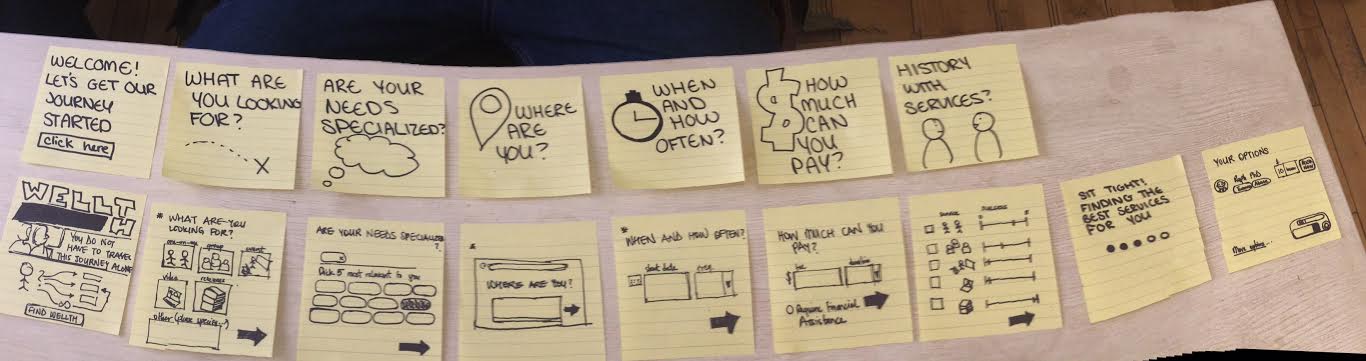 WELCOME!
LET'S GET OUR
JOURNEY
STARTED
click here
WHAT ARE
YOU LOOKING
FOR?
ARE YOUR
NEEDS
SPECIALIZED?
WHERE
ARE
YOU?
WHEN
AND
HOW
OFTEN?
$
HOW
MUCH
CAN
YOU
PAY?
HISTORY
WITH
SERVICES?
WELLTH
YOU DO NOT
HAVE TO TRAVEL
THIS JOURNEY ALONE
FIND WELLTH
* WHAT ARE YOU
LOOKING FOR?
one-on-one group event
video reference
other (please specify)
ARE YOUR NEEDS SPECIALIZED
?
x
Pick 5 most relevant to you
*
WHERE ARE YOU?
* WHEN AND HOW OFTEN?
start date freq.
HOW MUCH CAN YOU
PAY?
$
Require Financial
Assistance
SERVICE
SIT TIGHT!
FINDING THE
BEST SERVICES
FOR YOU
YOUR OPTIONS
10
More options...